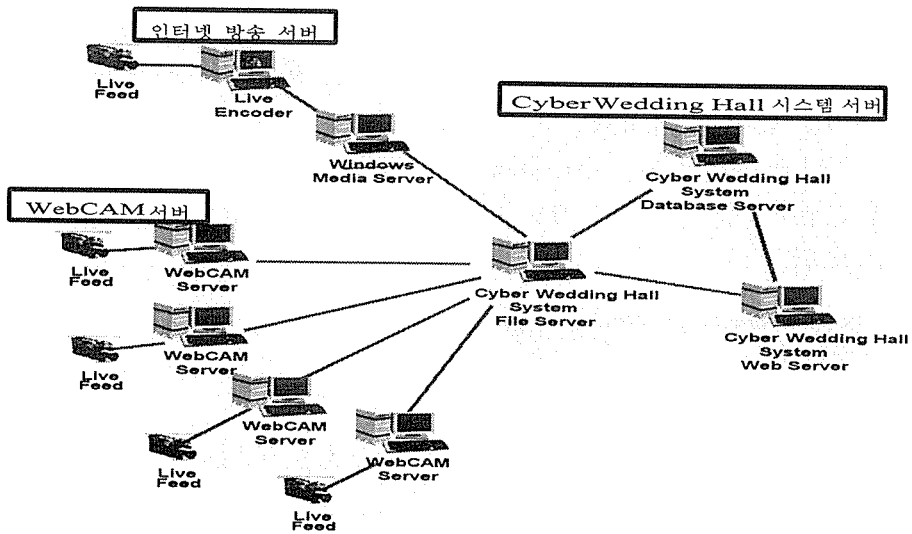 인터넷 방송 서버
Live
Feed
Live
Encoder
Windows
Media Server
CyberWedding Hall 시스템 서버
Cyber Wedding Hall
System
Database Server
WebCAM 서버
Live
Feed
WebCAM
Server
Cyber Wedding Hall
System
File Server
Cyber Wedding Hall
System
Web Server
Live
Feed
WebCAM
Server
Live
Feed
WebCAM
Server
Live
Feed
WebCAM
Server